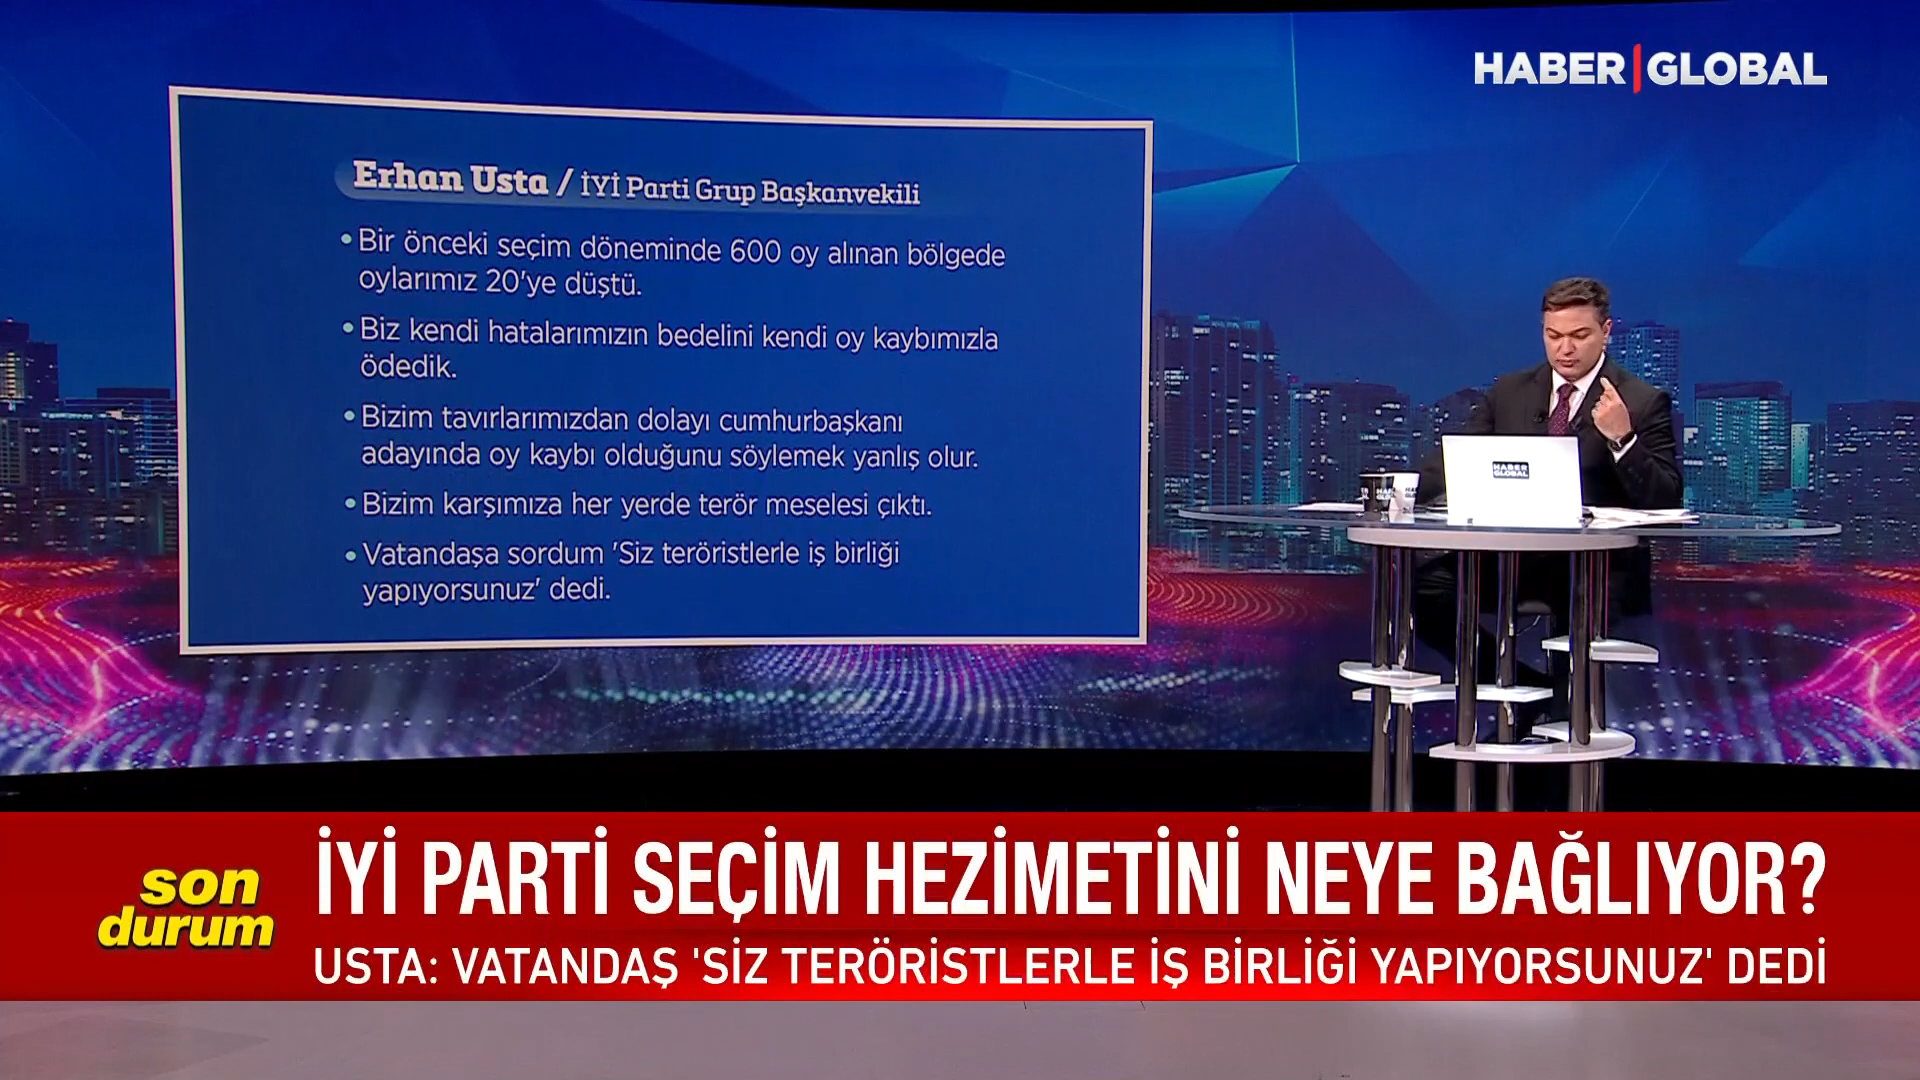 HABER GLOBAL
Erhan Usta / İYİ Parti Grup Başkanvekili
• Bir önceki seçim döneminde 600 oy alınan bölgede
oylarımız 20'ye düştü.
• Biz kendi hatalarımızın bedelini kendi oy kaybımızla
ödedik.
• Bizim tavırlarımızdan dolayı cumhurbaşkanı
adayında oy kaybı olduğunu söylemek yanlış olur.
• Bizim karşımıza her yerde terör meselesi çıktı.
• Vatandaşa sordum 'Siz teröristlerle iş birliği
yapıyorsunuz' dedi.
HABER
GLOBAL
son
durum
İYİ PARTİ SEÇİM HEZİMETİNİ NEYE BAĞLIYOR?
USTA: VATANDAŞ 'SİZ TERÖRİSTLERLE İŞ BİRLİĞİ YAPIYORSUNUZ' DEDİ